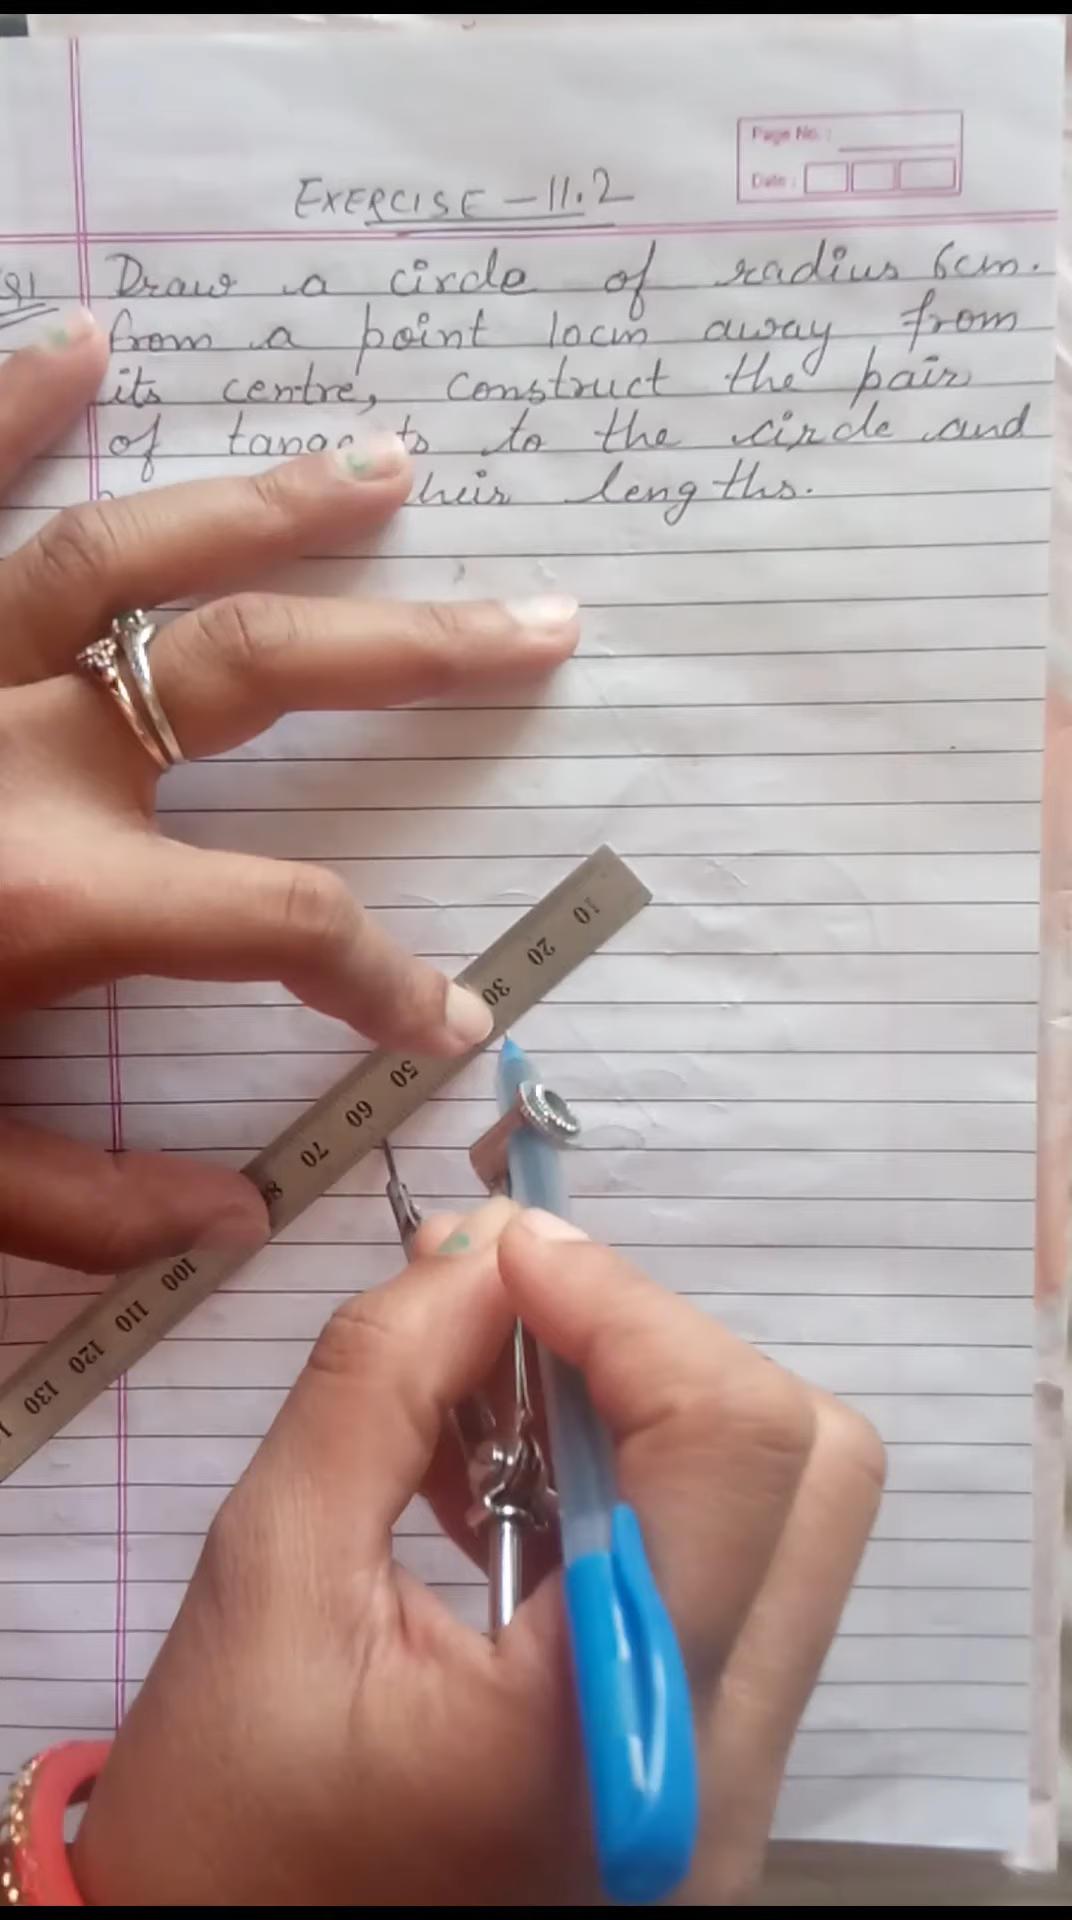 Page No. :
Date :
EXERCISE - 11.2
Q1 Draw a circle of radius 6cm.
from a point 10cm away from
its centre, construct the pair
of to the circle and
lengths.
10
20
30
50
60
70
100
110
120
130